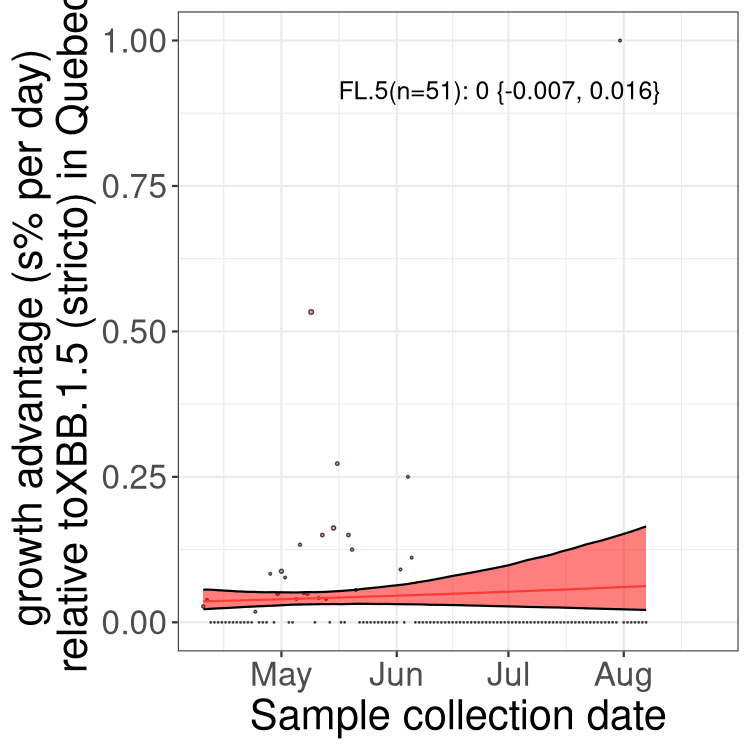 growth advantage (s% per day)
relative toXBB.1.5 (stricto) in Quebec
1.00
0.75
0.50
0.25
0.00
FL.5(n=51): 0 {-0.007, 0.016}
May
Jun
Jul
Aug
Sample collection date